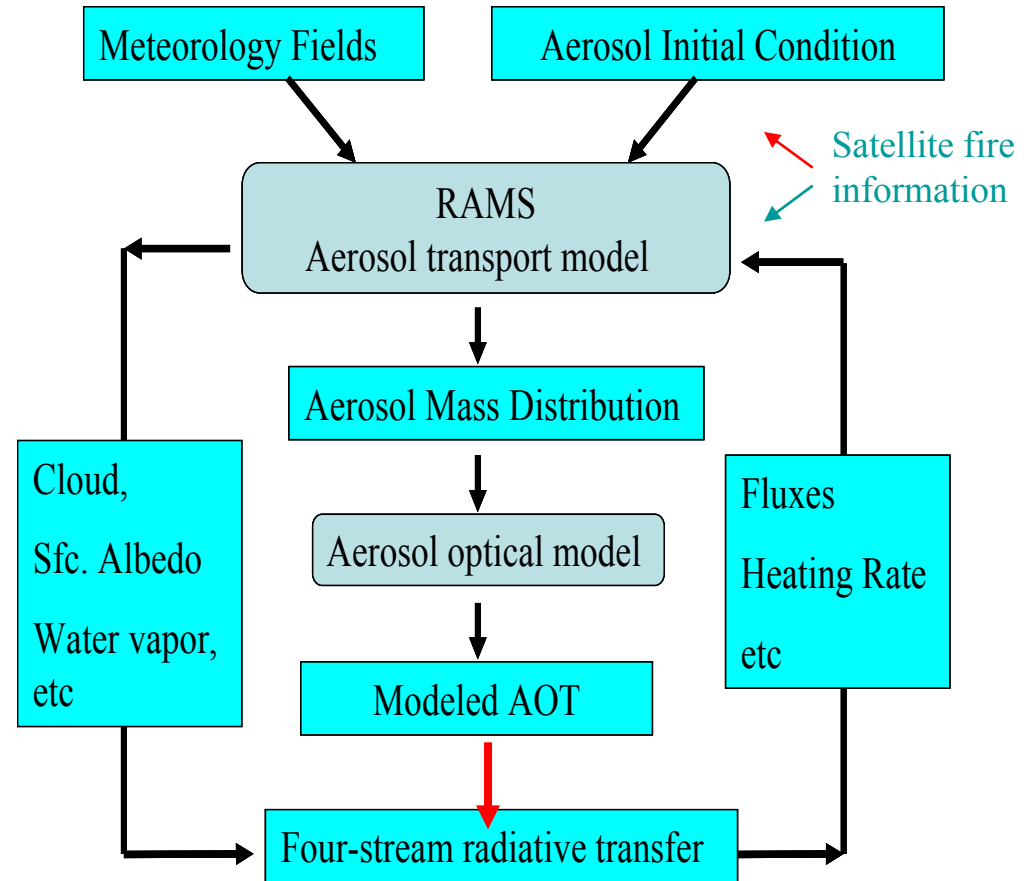 Meteorology Fields
Aerosol Initial Condition
Satellite fire
information
RAMS
Aerosol transport model
Aerosol Mass Distribution
Cloud,
Sfc. Albedo
Water vapor,
etc
Fluxes
Heating Rate
etc
Aerosol optical model
Modeled AOT
Four-stream radiative transfer